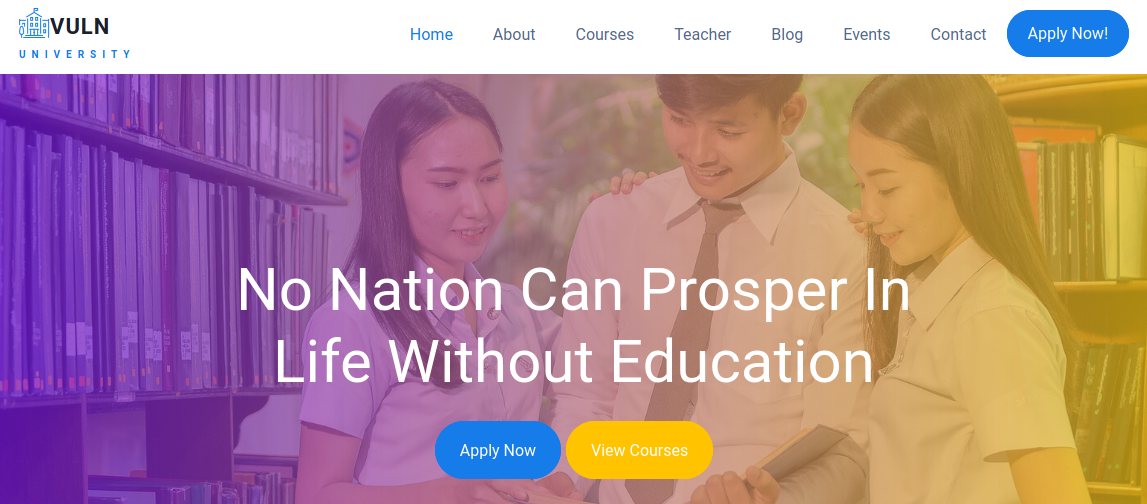 VULN
UNIVERSITY
Home About Courses Teacher Blog Events Contact Apply Now!
No Nation Can Prosper In
Life Without Education
Apply Now View Courses